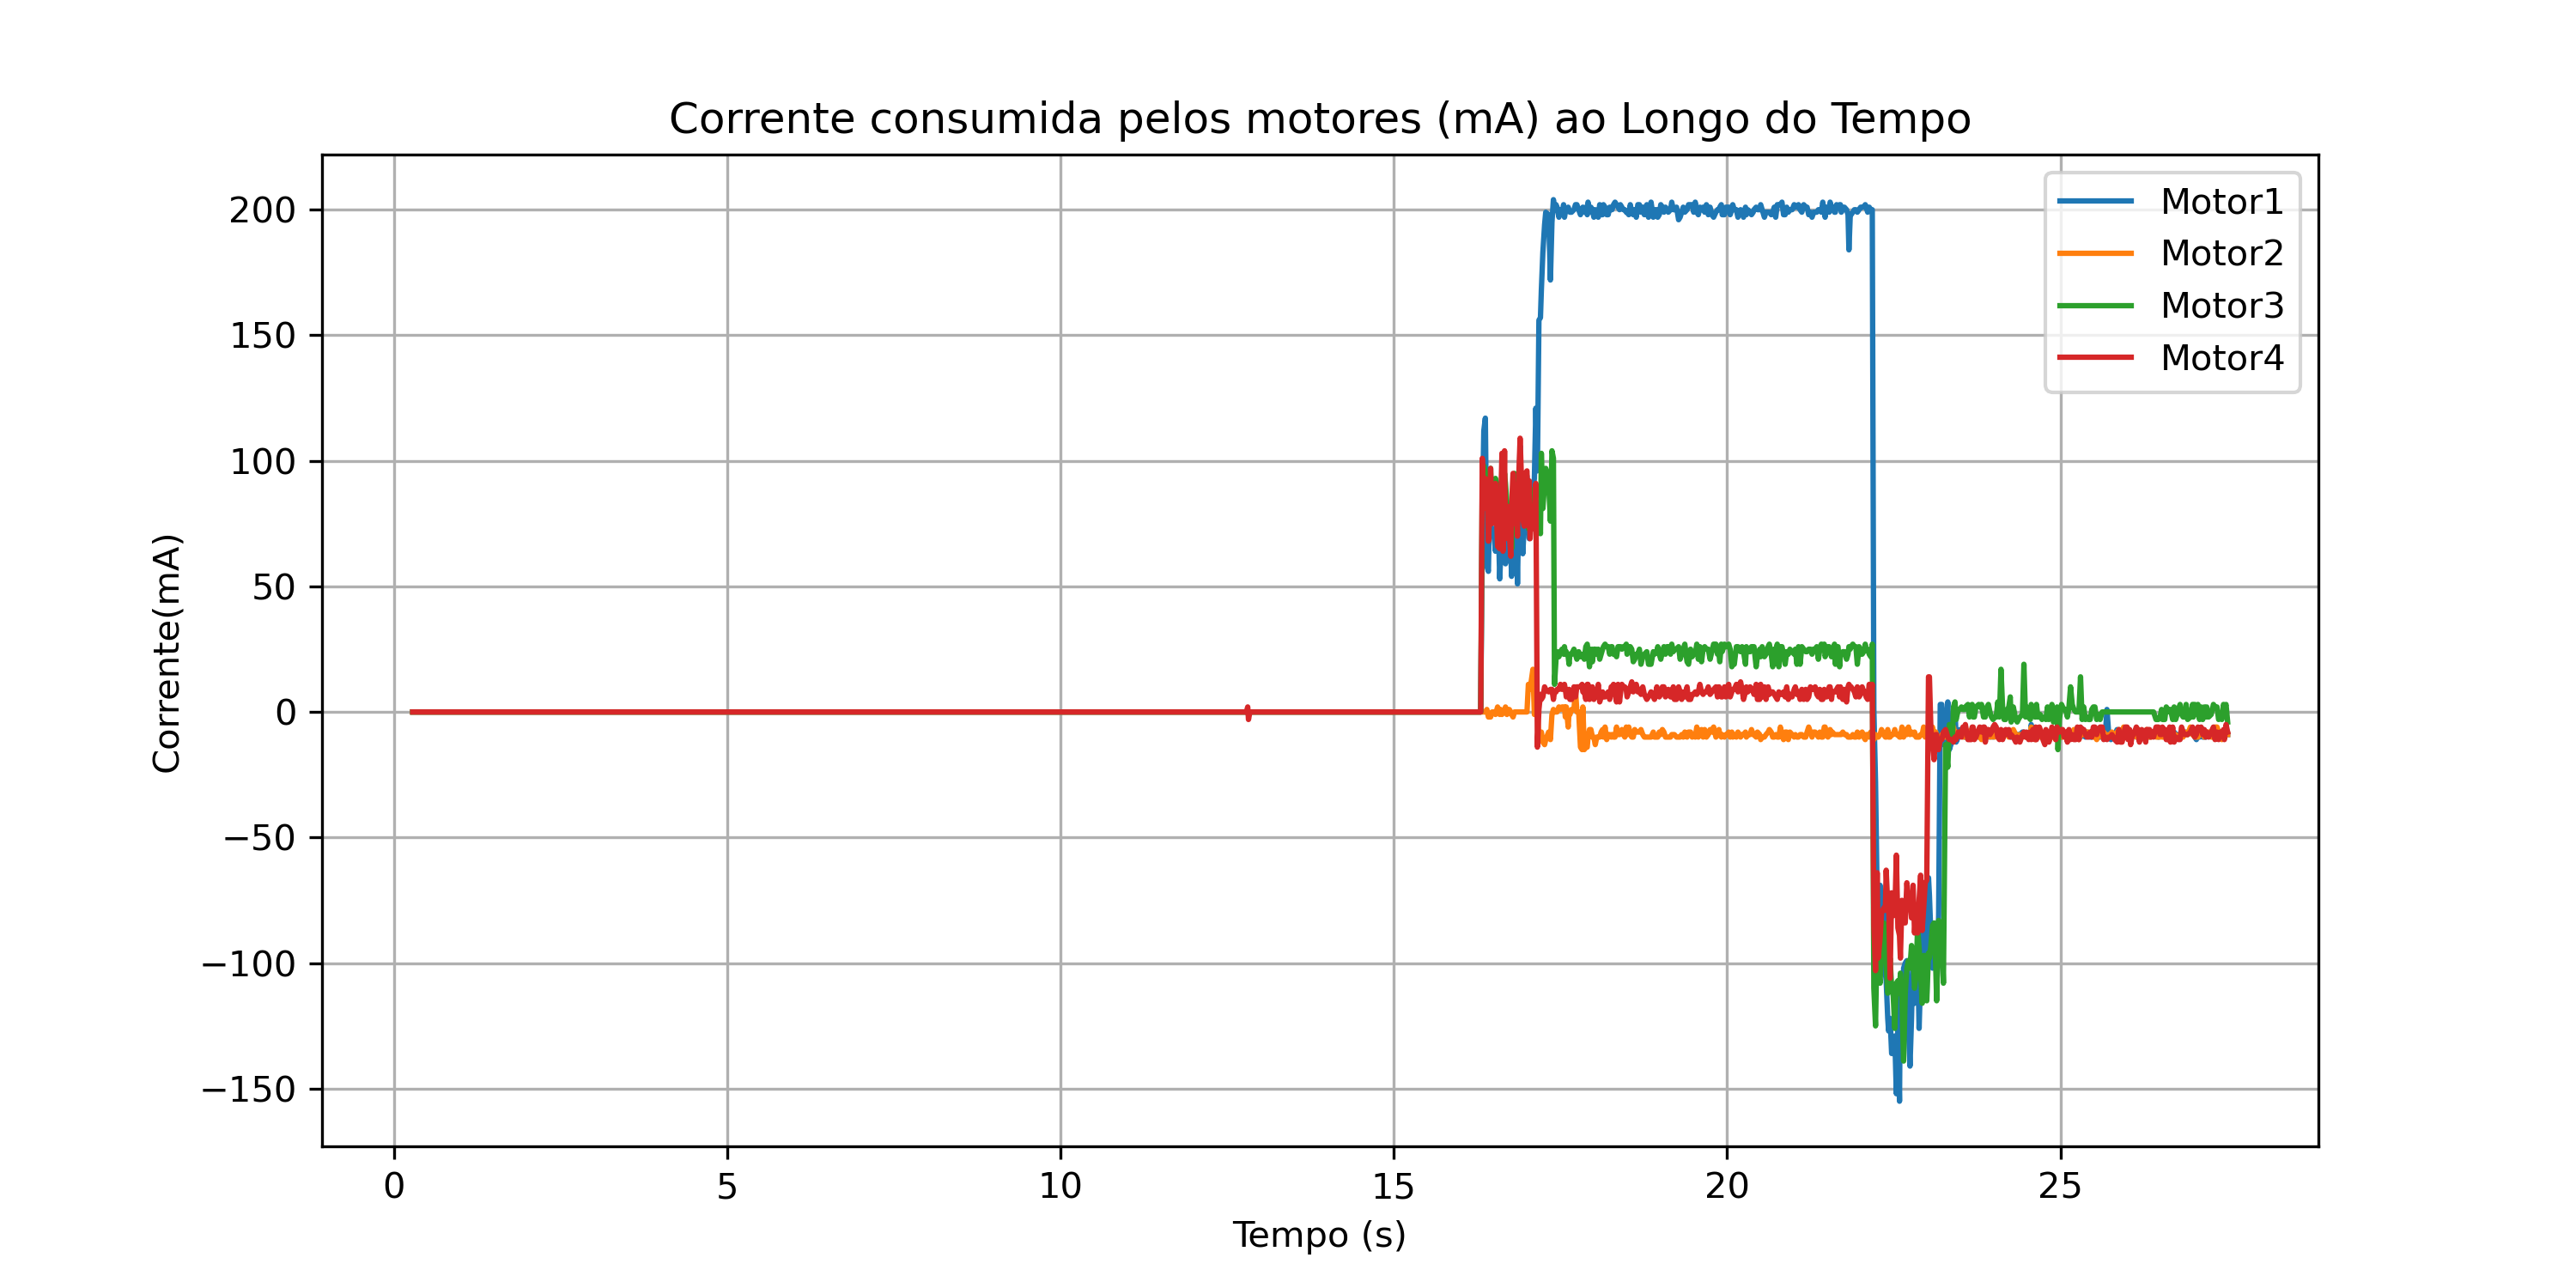 Corrente consumida pelos motores (mA) ao Longo do Tempo
200
150
100
50
0
−50
−100
−150
Corrente(mA)
Motor1
Motor2
Motor3
Motor4
0 5 10 15 20 25
Tempo (s)